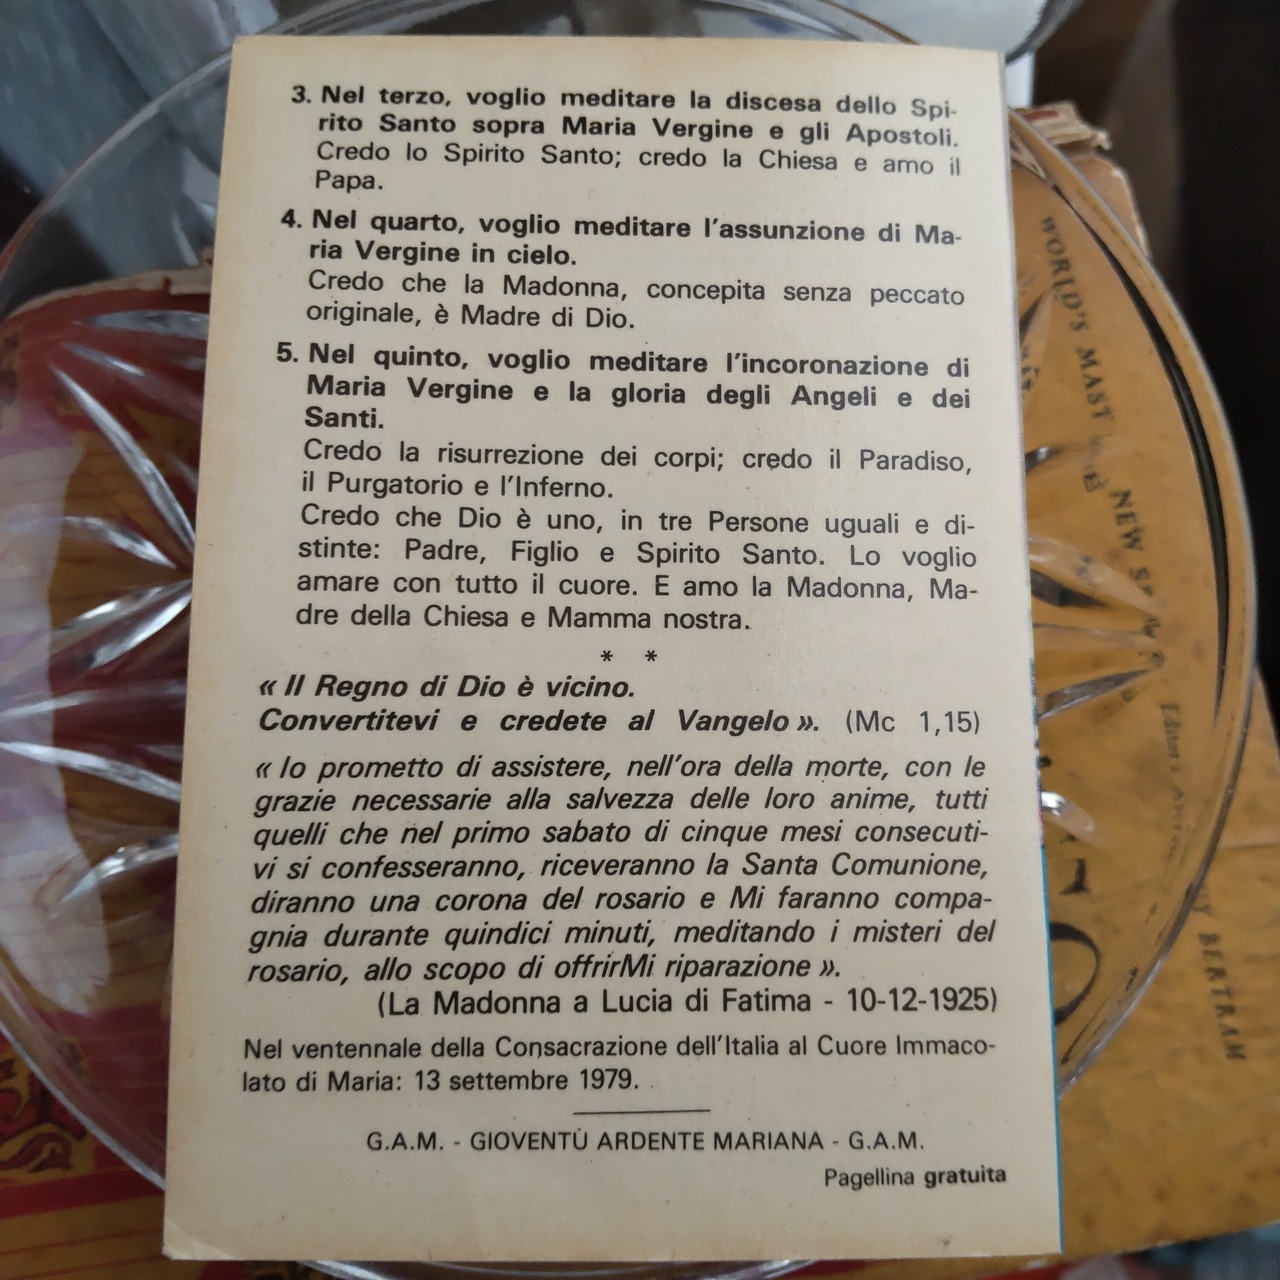 3. Nel terzo, voglio meditare la discesa dello Spi-
rito Santo sopra Maria Vergine e gli Apostoli.
Credo lo Spirito Santo; credo la Chiesa e amo il
Papa.
4. Nel quarto, voglio meditare l'assunzione di Ma-
ria Vergine in cielo.
Credo che la Madonna, concepita senza peccato
originale, è Madre di Dio.
5. Nel quinto, voglio meditare l'incoronazione di
Maria Vergine e la gloria degli Angeli e dei
Santi.
Credo la risurrezione dei corpi; credo il Paradiso,
il Purgatorio e l'Inferno.
Credo che Dio è uno, in tre Persone uguali e di-
stinte: Padre, Figlio e Spirito Santo. Lo voglio
amare con tutto il cuore. E amo la Madonna, Ma-
dre della Chiesa e Mamma nostra.
* *
« Il Regno di Dio è vicino.
Convertitevi e credete al Vangelo ». (Mc 1,15)
« Io prometto di assistere, nell'ora della morte, con le
grazie necessarie alla salvezza delle loro anime, tutti
quelli che nel primo sabato di cinque mesi consecuti-
vi si confesseranno, riceveranno la Santa Comunione,
diranno una corona del rosario e Mi faranno compa-
gnia durante quindici minuti, meditando i misteri del
rosario, allo scopo di offrirMi riparazione ».
(La Madonna a Lucia di Fatima - 10-12-1925)
Nel ventennale della Consacrazione dell'Italia al Cuore Immaco-
lato di Maria: 13 settembre 1979.
G.A.M. - GIOVENTÙ ARDENTE MARIANA - G.A.M.
Pagellina gratuita
WORLD'S MAST
NEW
BERTRAM